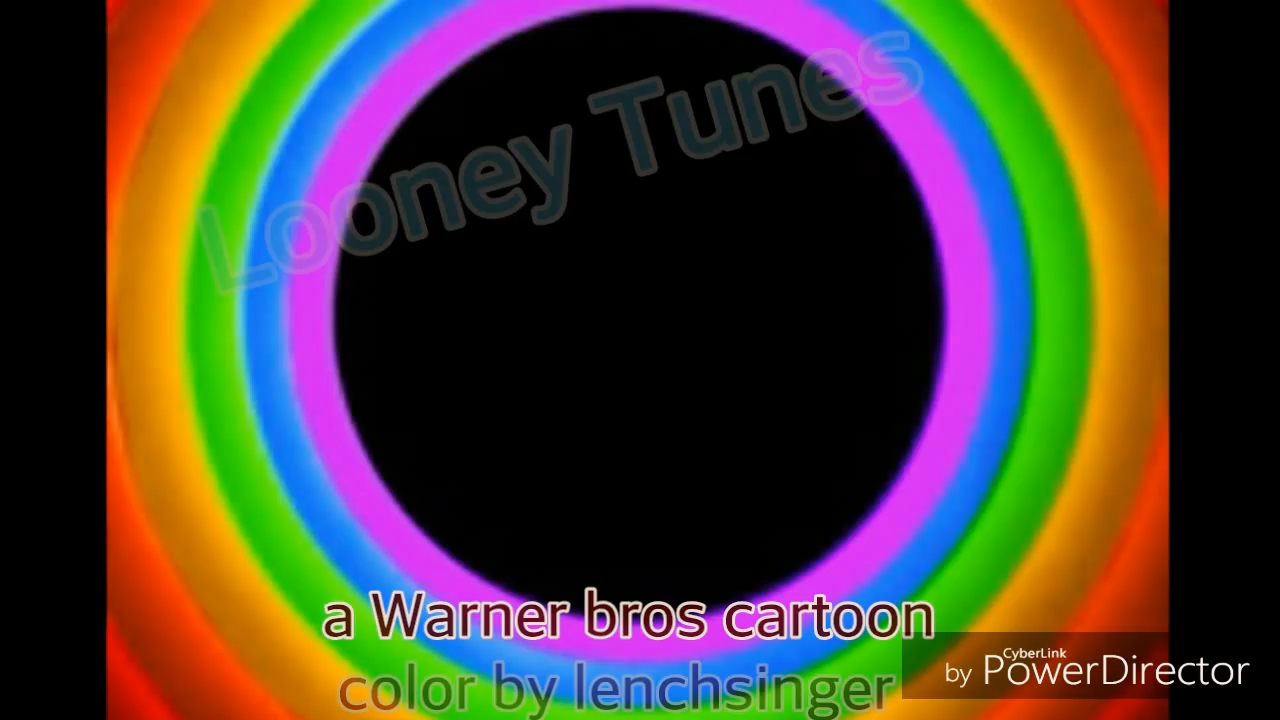 Looney Tunes
a Warner bros cartoon
color by lenchsinger
CyberLink
by PowerDirector